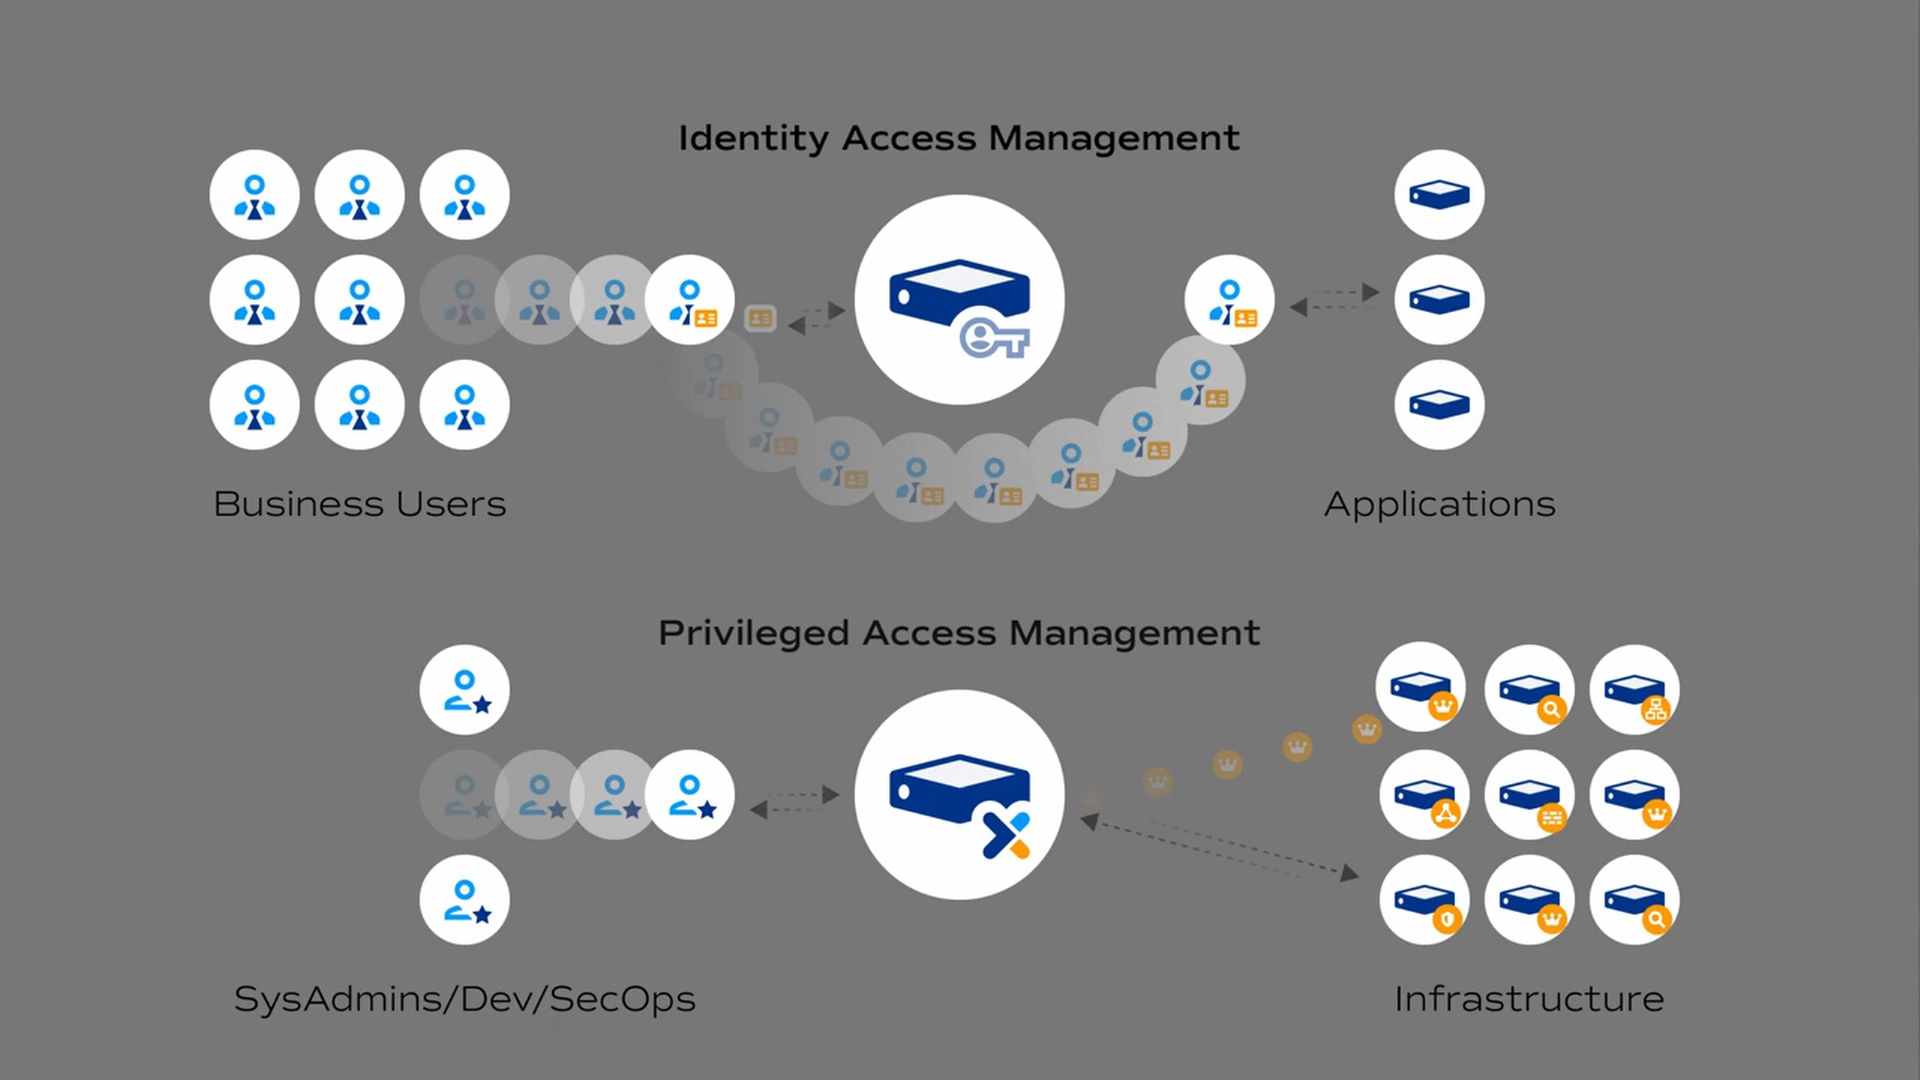 Identity Access Management
Business Users
Applications
Privileged Access Management
SysAdmins/Dev/SecOps
Infrastructure